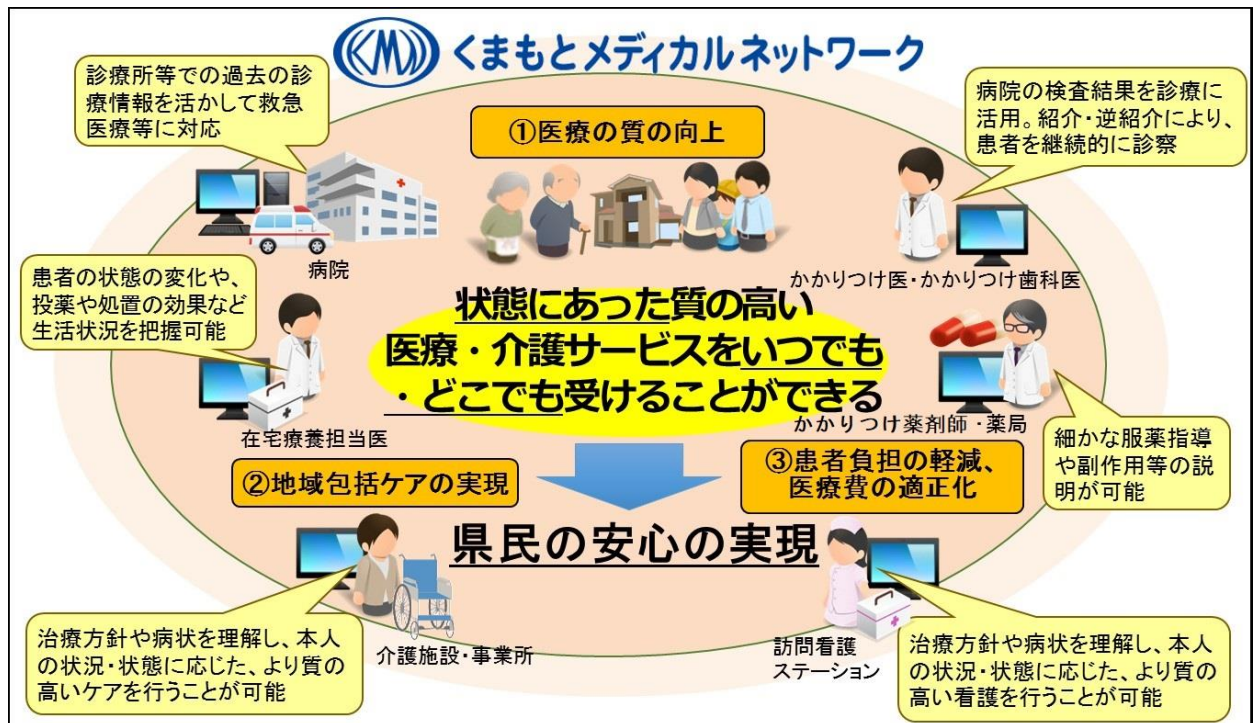 KMN くまもとメディカルネットワーク
診療所等での過去の診
療情報を活かして救急
医療等に対応
①医療の質の向上
病院の検査結果を診療に
活用。紹介・逆紹介により、
患者を継続的に診察
病院
かかりつけ医・かかりつけ歯科医
患者の状態の変化や、
投薬や処置の効果など
生活状況を把握可能
状態にあった質の高い
医療・介護サービスをいつでも
・どこでも受けることができる
在宅療養担当医
かかりつけ薬剤師・薬局
細かな服薬指導
や副作用等の説
明が可能
②地域包括ケアの実現
③患者負担の軽減、
医療費の適正化
県民の安心の実現
介護施設・事業所
訪問看護
ステーション
治療方針や病状を理解し、本人
の状況・状態に応じた、より質の
高いケアを行うことが可能
治療方針や病状を理解し、本人
の状況・状態に応じた、より質の
高い看護を行うことが可能